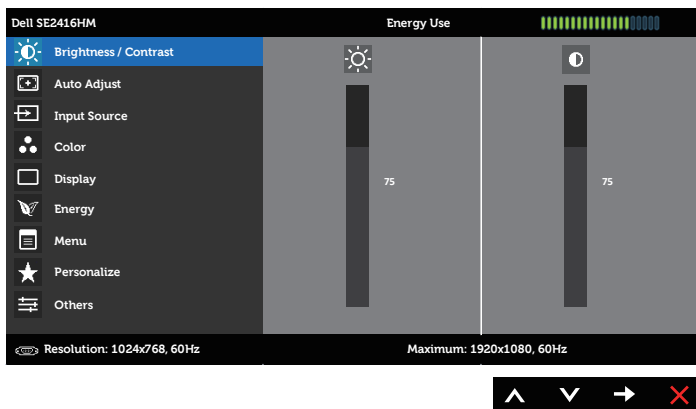 Dell SE2416HM
Energy Use
Brightness / Contrast
Auto Adjust
Input Source
Color
Display
Energy
Menu
Personalize
Others
75
75
Resolution: 1024x768, 60Hz
Maximum: 1920x1080, 60Hz